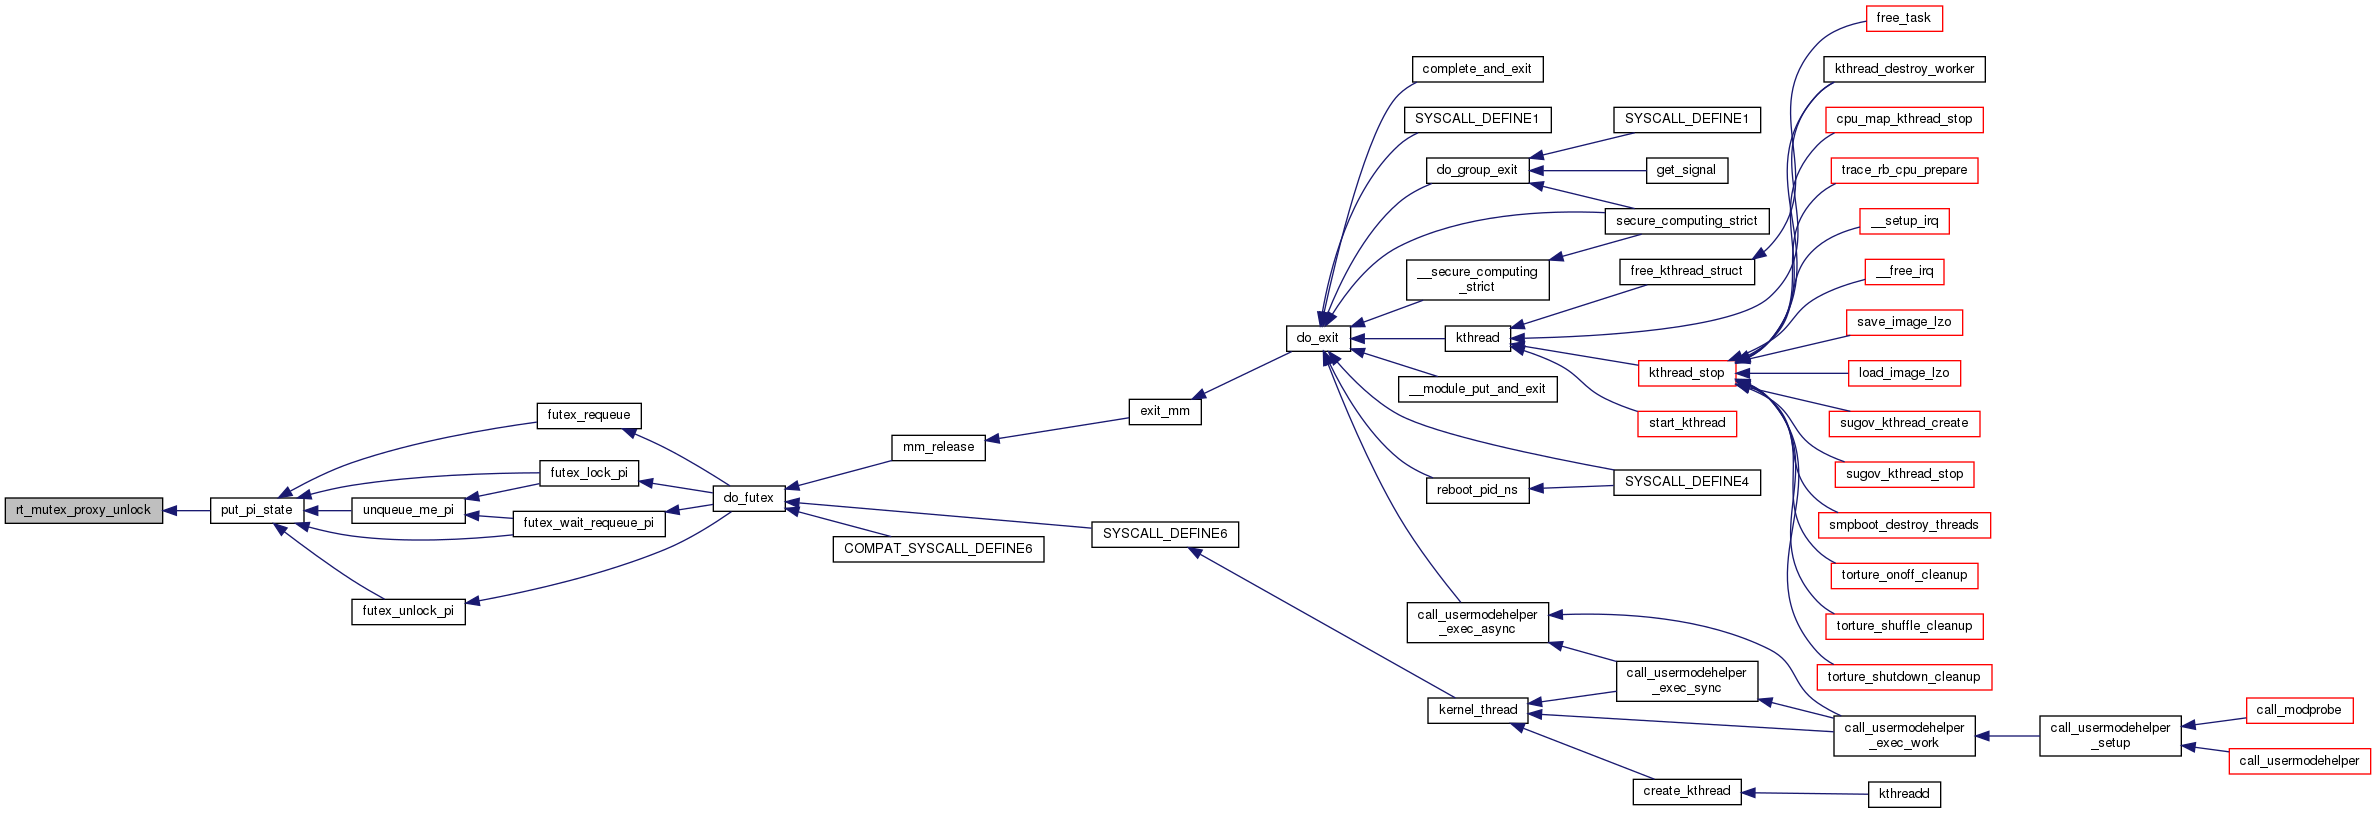 free_task
complete_and_exit
kthread_destroy_worker
SYSCALL_DEFINE1
SYSCALL_DEFINE1
cpu_map_kthread_stop
do_group_exit
get_signal
trace_rb_cpu_prepare
secure_computing_strict
__setup_irq
__secure_computing
_strict
free_kthread_struct
__free_irq
do_exit
kthread
save_image_lzo
kthread_stop
load_image_lzo
__module_put_and_exit
exit_mm
futex_requeue
start_kthread
sugov_kthread_create
mm_release
futex_lock_pi
sugov_kthread_stop
reboot_pid_ns
SYSCALL_DEFINE4
rt_mutex_proxy_unlock
put_pi_state
unqueue_me_pi
do_futex
futex_wait_requeue_pi
smpboot_destroy_threads
SYSCALL_DEFINE6
COMPAT_SYSCALL_DEFINE6
torture_onoff_cleanup
futex_unlock_pi
call_usermodehelper
_exec_async
torture_shuffle_cleanup
call_usermodehelper
_exec_sync
torture_shutdown_cleanup
kernel_thread
call_usermodehelper
_exec_work
call_usermodehelper
_setup
call_modprobe
call_usermodehelper
create_kthread
kthreadd